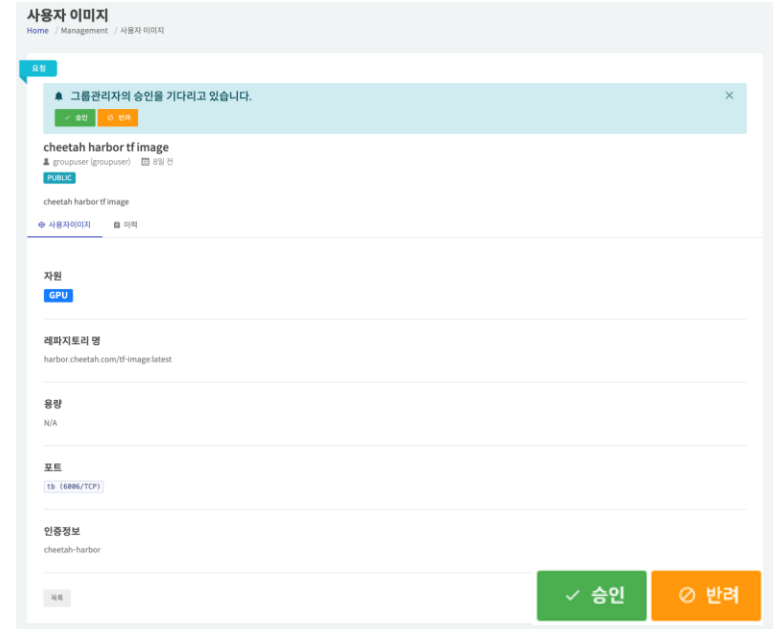 사용자 이미지
Home / Management / 사용자 이미지
요청
그룹관리자의 승인을 기다리고 있습니다. ×
승인 반려
cheetah harbor tf image
groupuser (groupuser) 8일 전
PUBLIC
cheetah harbor tf image
사용자이미지 이력
자원
GPU
레파지토리 명
harbor.cheetah.com/tf-image:latest
용량
N/A
포트
tb (6006/TCP)
인증정보
cheetah-harbor
목록
승인 반려